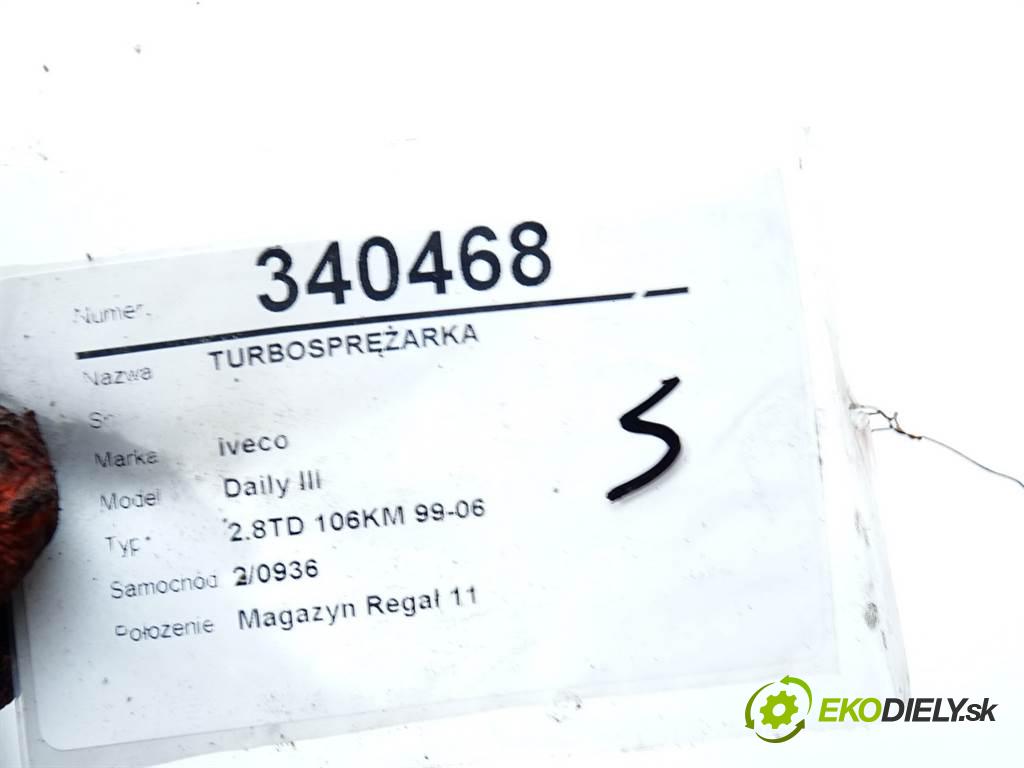 Numer. 340468
Nazwa TURBOSPRĘŻARKA
Marka iveco
Model Daily III
Typ 2.8TD 106KM 99-06
Samochód 2/0936
Położenie Magazyn Regał 11
S
EKODIELY.sk